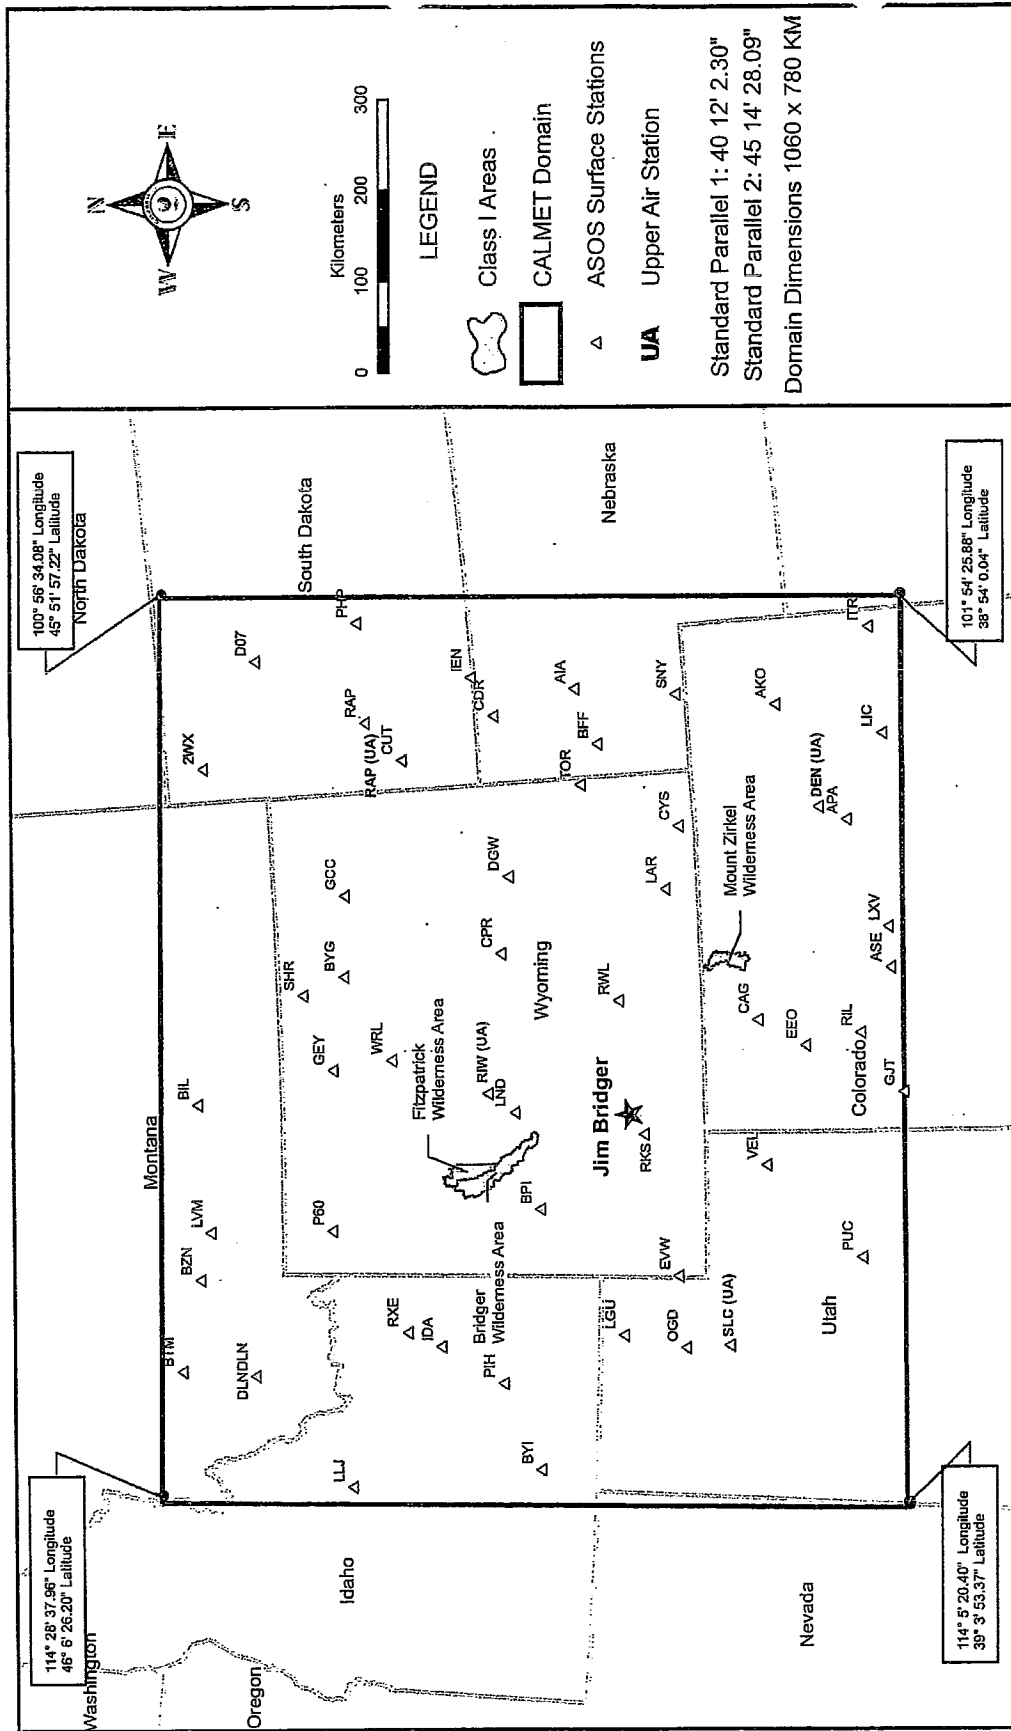 114° 28' 37.96" Longitude
46° 6' 26.20" Latitude
100° 56' 34.08" Longitude
45° 51' 57.22" Latitude
Washington
Oregon
Idaho
Nevada
Montana
North Dakota
South Dakota
Nebraska
Wyoming
Utah
Colorado
BTM
BZN
LVM
BIL
2WX
D07
DLNDLN
LLJ
P60
GEY
SHR
BYG
GCC
RAP
RAP (UA)
CUT
PHP
RXE
IDA
WRL
Fitzpatrick
Wilderness Area
Bridger
Wilderness Area
PIH
BYI
BPI
RIW (UA)
LND
CPR
DGW
IEN
CDR
AIA
TOR
BFF
Jim Bridger
RKS
RWL
LAR
CYS
SNY
LGU
OGD
EVW
SLC (UA)
Mount Zirkel
Wilderness Area
VEL
CAG
EEO
AKO
DEN (UA)
APA
PUC
GJT
RIL
ASE
LXV
LIC
ITR
114° 5' 20.40" Longitude
39° 3' 53.37" Latitude
101° 54' 25.88" Longitude
38° 54' 0.04" Latitude
N
W
E
S
Kilometers
0 100 200 300
LEGEND
Class I Areas
CALMET Domain
ASOS Surface Stations
UA Upper Air Station
Standard Parallel 1: 40 12' 2.30"
Standard Parallel 2: 45 14' 28.09"
Domain Dimensions 1060 x 780 KM